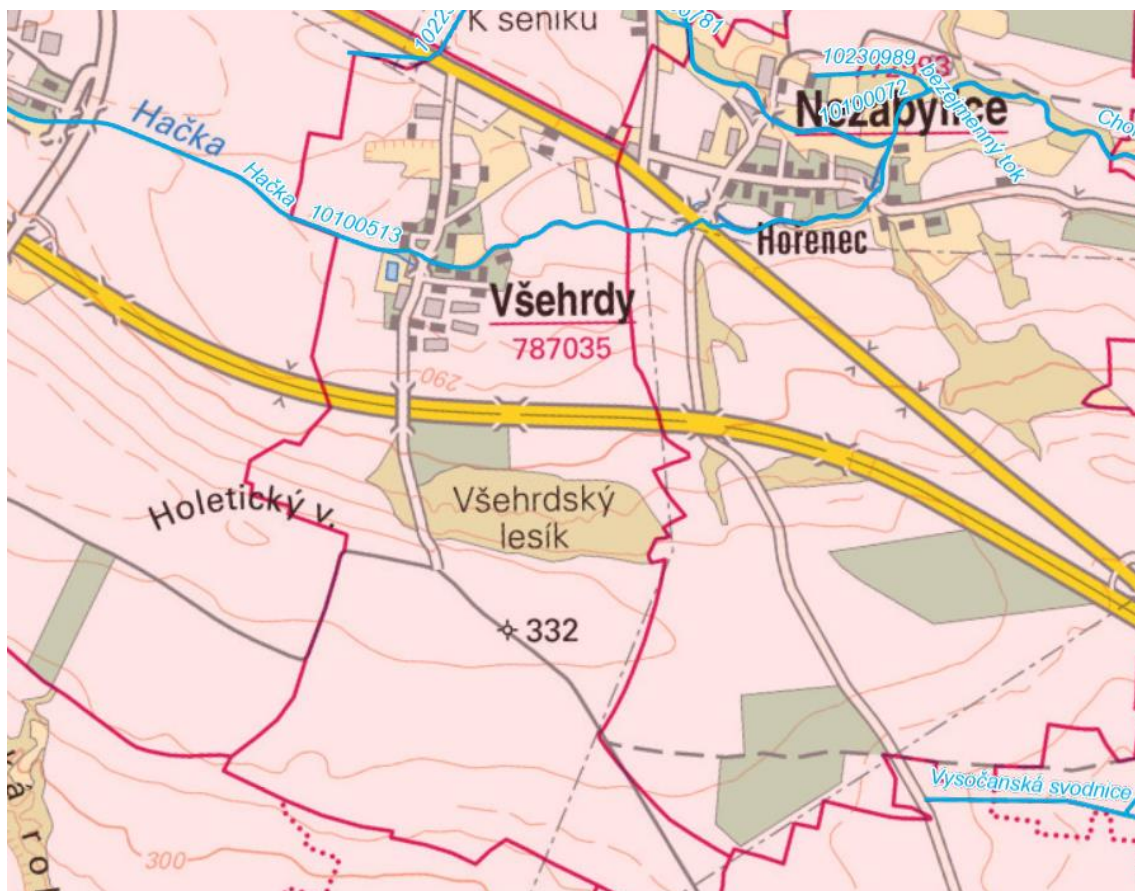 K seníku
10230989
bezejmenný tok
10100072
Nezabylice
Hačka
Hačka 10100513
Hořenec
Všehrdy
787035
290
Všehrdský
lesík
Holetický v.
332
Vysočanská svodnice
300